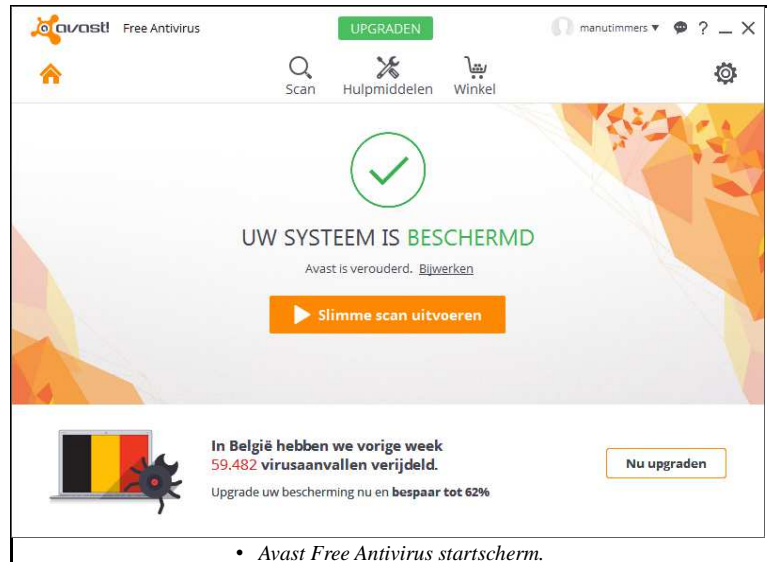 avast! Free Antivirus UPGRADEN manutimmers ?
Scan Hulpmiddelen Winkel
UW SYSTEEM IS BESCHERMD
Avast is verouderd. Bijwerken
Slimme scan uitvoeren
In België hebben we vorige week
59.482 virusaanvallen verijdeld.
Nu upgraden
Upgrade uw bescherming nu en bespaar tot 62%
• Avast Free Antivirus startscherm.